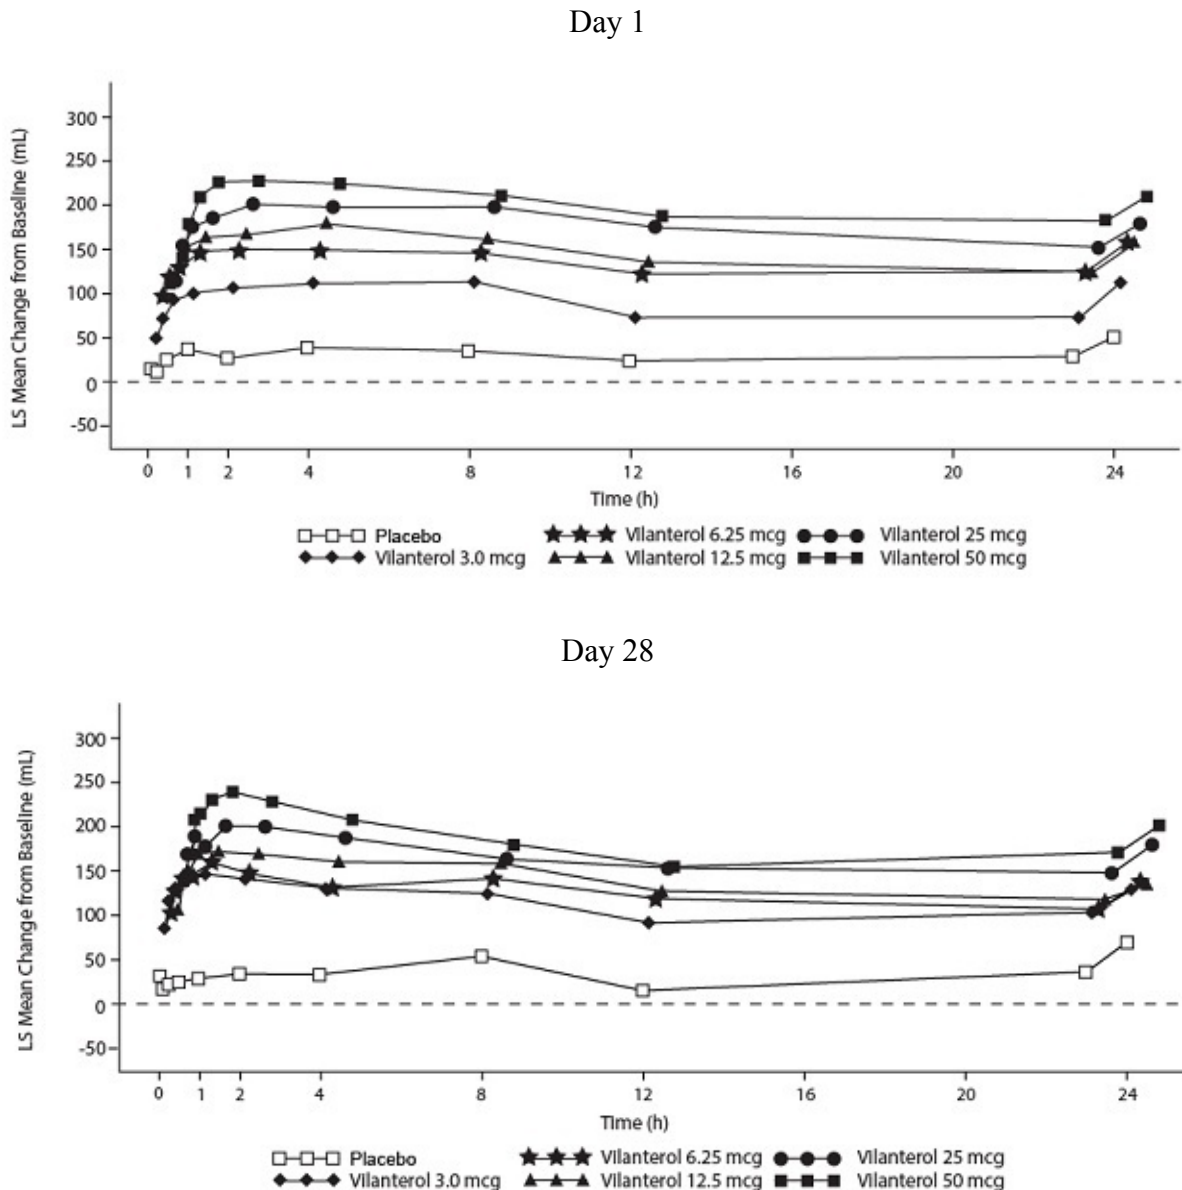 Day 1
LS Mean Change from Baseline (mL)
300
250
200
150
100
50
0
-50
0 1 2 4 8 12 16 20 24
Time (h)
Placebo Vilanterol 6.25 mcg Vilanterol 25 mcg
Vilanterol 3.0 mcg Vilanterol 12.5 mcg Vilanterol 50 mcg
Day 28
LS Mean Change from Baseline (mL)
300
250
200
150
100
50
0
-50
0 1 2 4 8 12 16 20 24
Time (h)
Placebo Vilanterol 6.25 mcg Vilanterol 25 mcg
Vilanterol 3.0 mcg Vilanterol 12.5 mcg Vilanterol 50 mcg